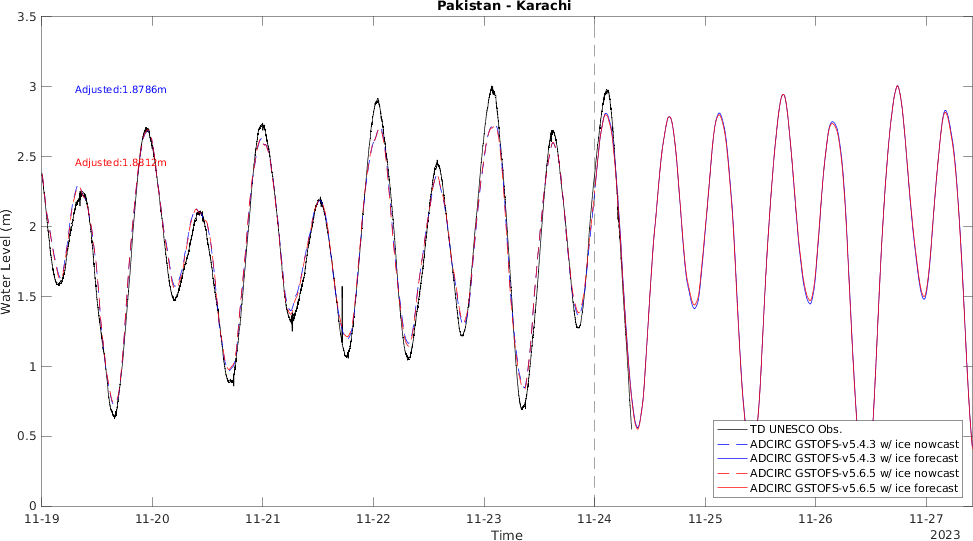 Pakistan - Karachi
3.5
3
2.5
2
1.5
1
0.5
0
Water Level (m)
Adjusted:1.8786m
Adjusted:1.8812m
TD UNESCO Obs.
ADCIRC GSTOFS-v5.4.3 w/ ice nowcast
ADCIRC GSTOFS-v5.4.3 w/ ice forecast
ADCIRC GSTOFS-v5.6.5 w/ ice nowcast
ADCIRC GSTOFS-v5.6.5 w/ ice forecast
11-19 11-20 11-21 11-22 11-23 11-24 11-25 11-26 11-27
Time
2023